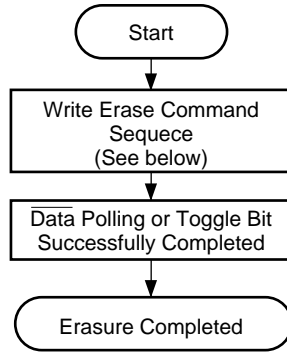 Start
Write Erase Command
Sequece
(See below)
Data Polling or Toggle Bit
Successfully Completed
Erasure Completed